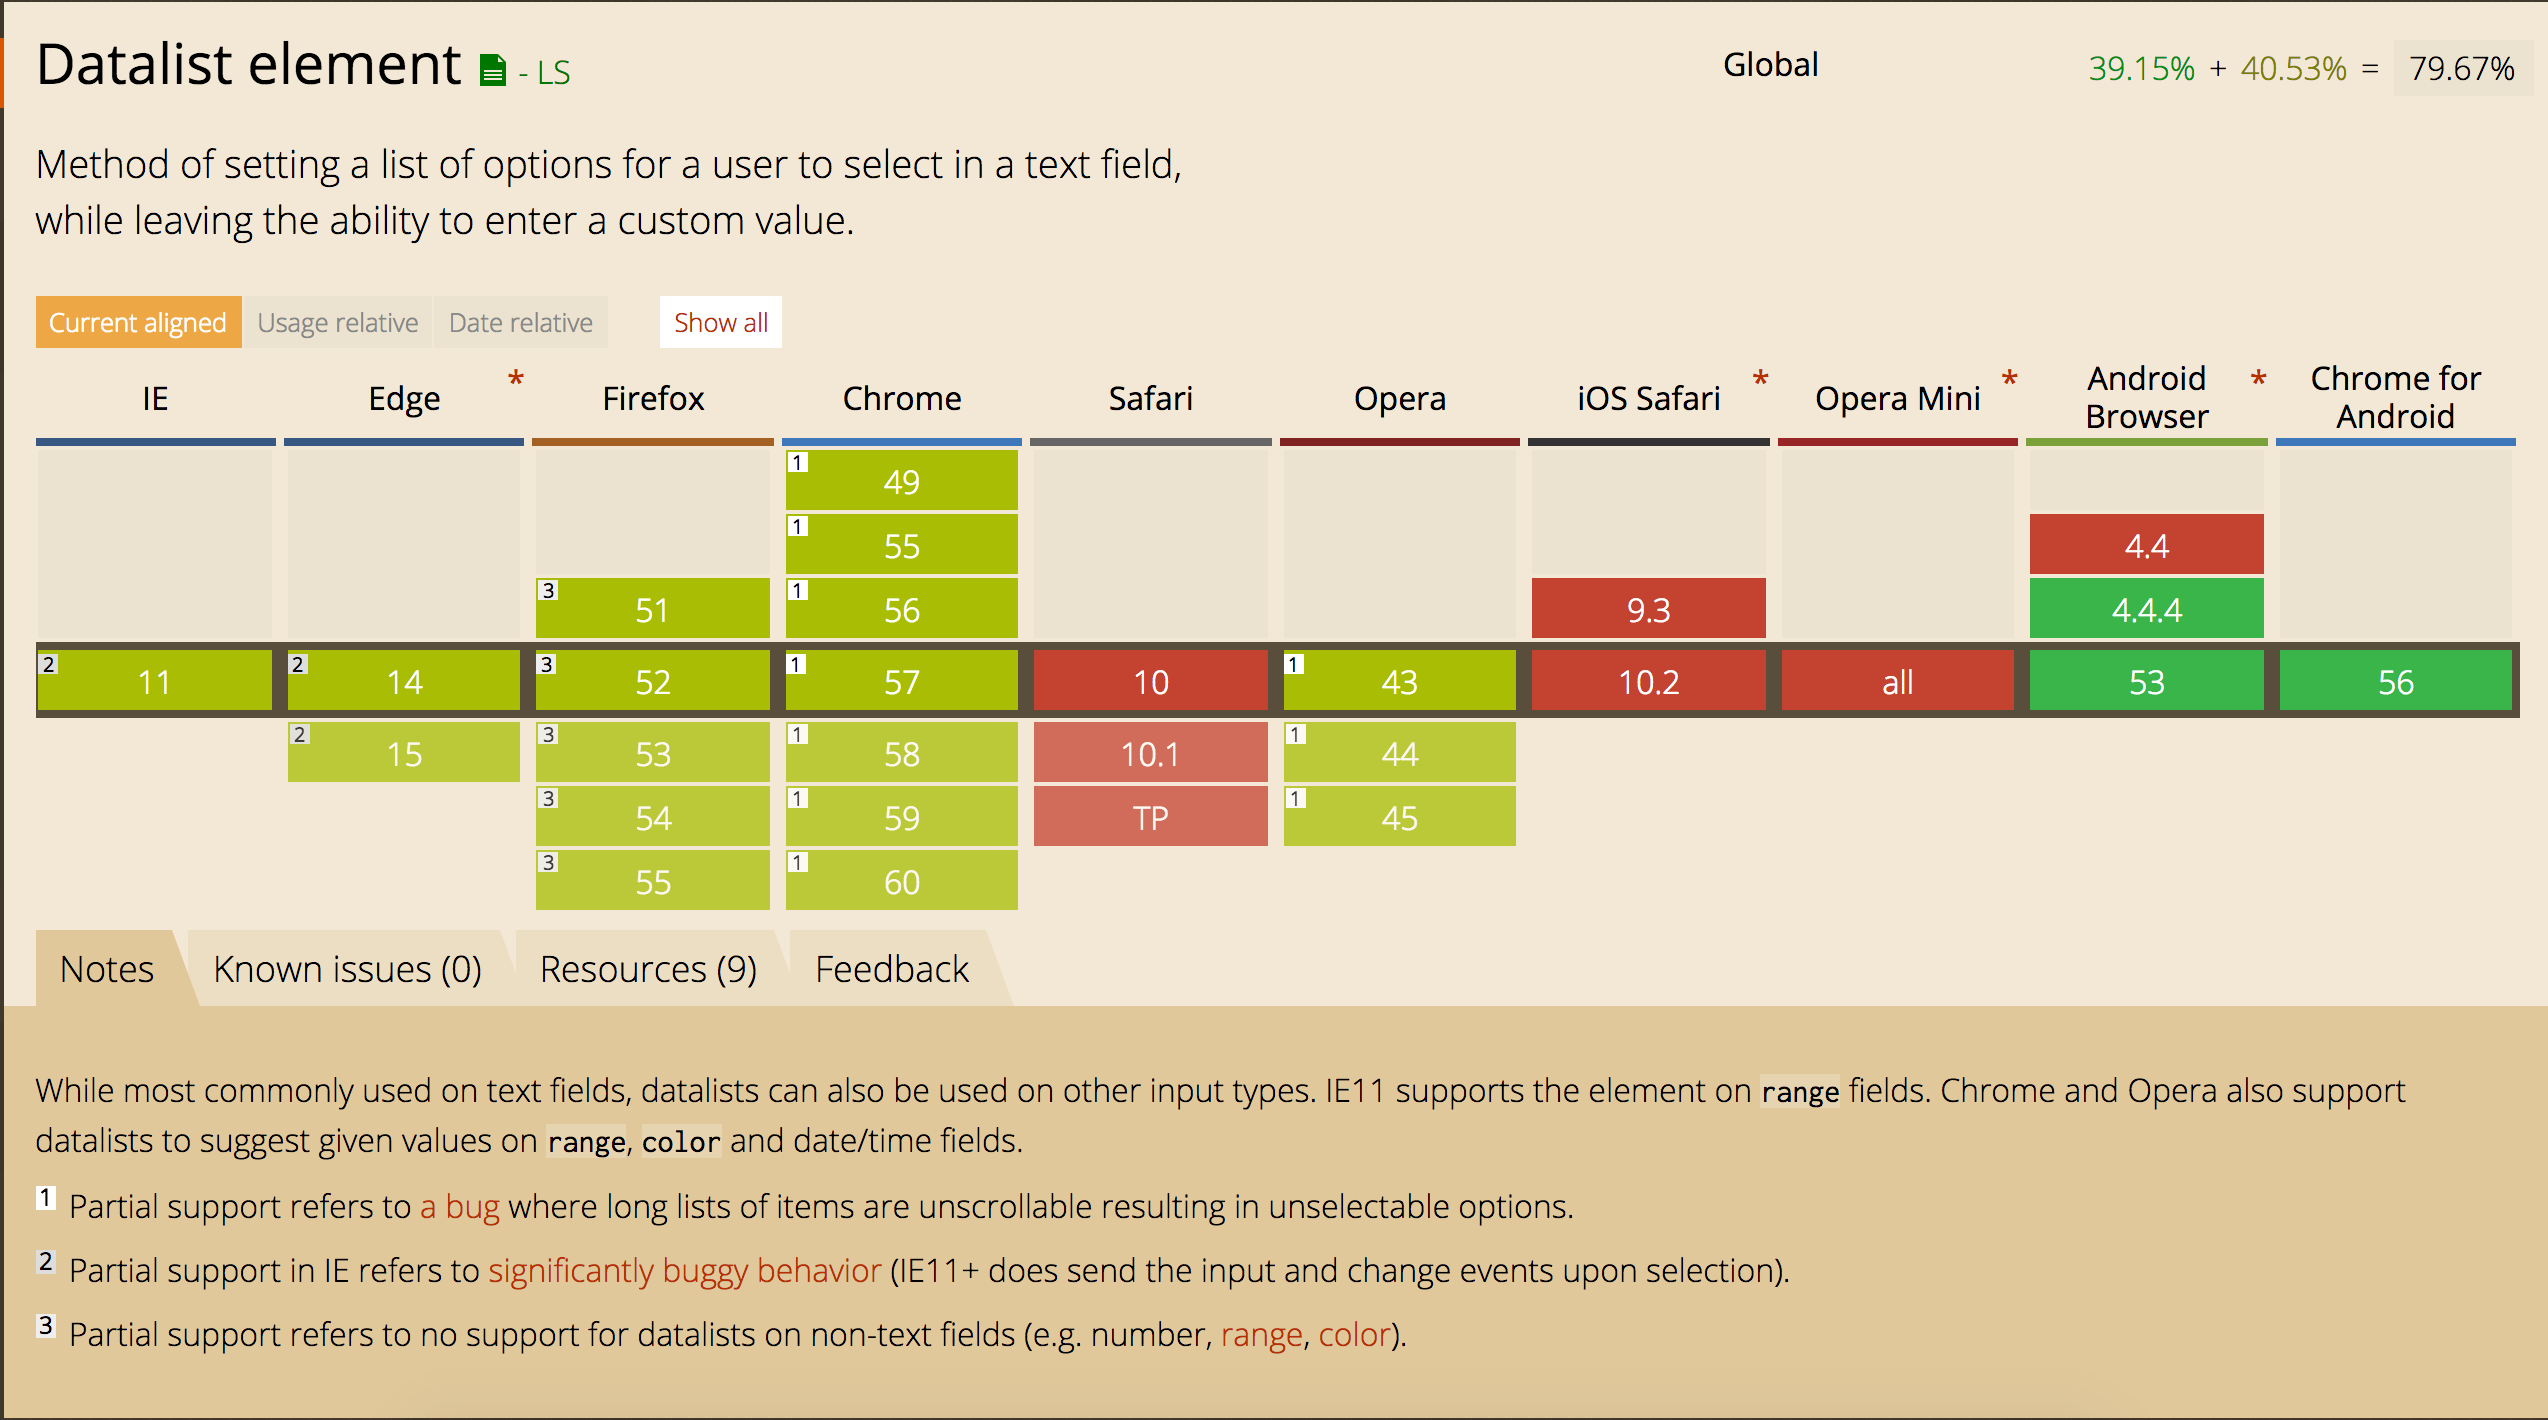 Datalist element - LS
Global 39.15% + 40.53% = 79.67%
Method of setting a list of options for a user to select in a text field,
while leaving the ability to enter a custom value.
Current aligned Usage relative Date relative Show all
IE Edge * Firefox Chrome Safari Opera iOS Safari * Opera Mini * Android Browser * Chrome for Android
1 49
1 55 4.4
3 51 1 56 9.3 4.4.4
2 11 2 14 3 52 1 57 10 1 43 10.2 all 53 56
2 15 3 53 1 58 10.1 1 44
3 54 1 59 TP 1 45
3 55 1 60
Notes Known issues (0) Resources (9) Feedback
While most commonly used on text fields, datalists can also be used on other input types. IE11 supports the element on range fields. Chrome and Opera also support
datalists to suggest given values on range, color and date/time fields.
1 Partial support refers to a bug where long lists of items are unscrollable resulting in unselectable options.
2 Partial support in IE refers to significantly buggy behavior (IE11+ does send the input and change events upon selection).
3 Partial support refers to no support for datalists on non-text fields (e.g. number, range, color).